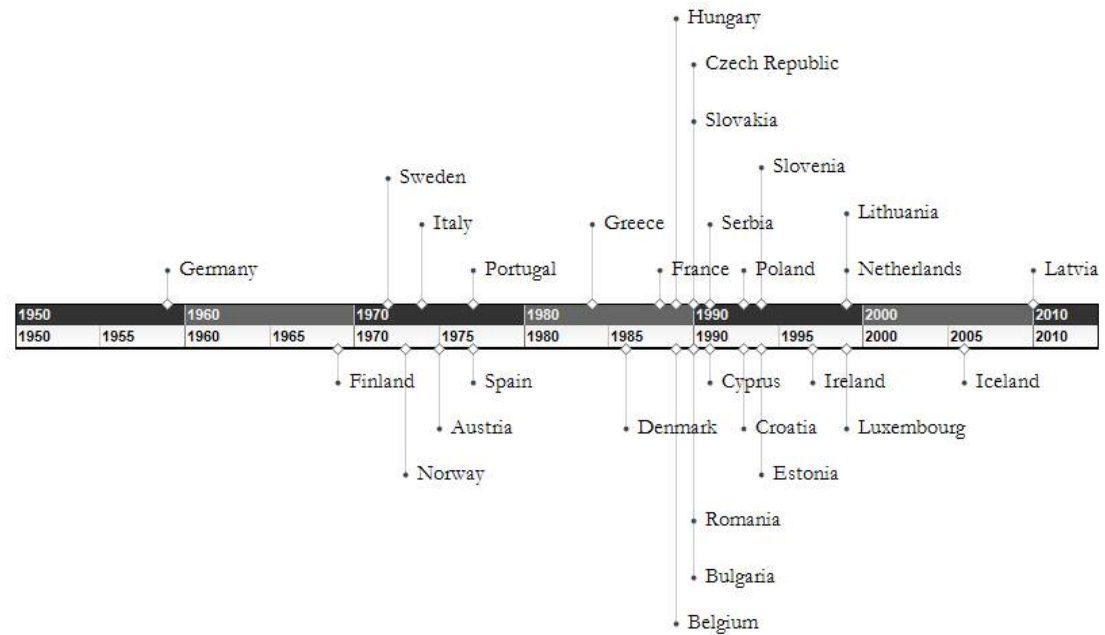 Hungary
Czech Republic
Slovakia
Slovenia
Sweden
Lithuania
Italy
Greece
Serbia
Germany
Portugal
France
Poland
Netherlands
Latvia
1950 1960 1970 1980 1990 2000 2010
1950 1955 1960 1965 1970 1975 1980 1985 1990 1995 2000 2005 2010
Finland
Spain
Cyprus
Ireland
Iceland
Austria
Denmark
Croatia
Luxembourg
Norway
Estonia
Romania
Bulgaria
Belgium